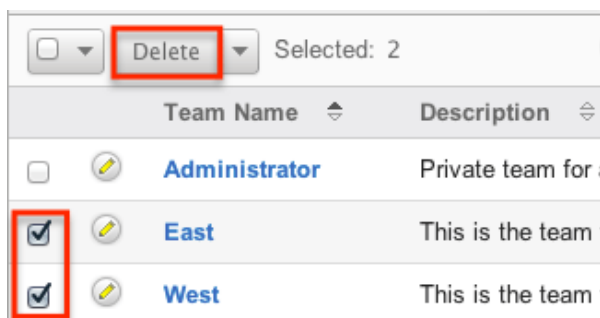 Delete Selected: 2
Team Name Description
Administrator Private team for
East This is the team
West This is the team